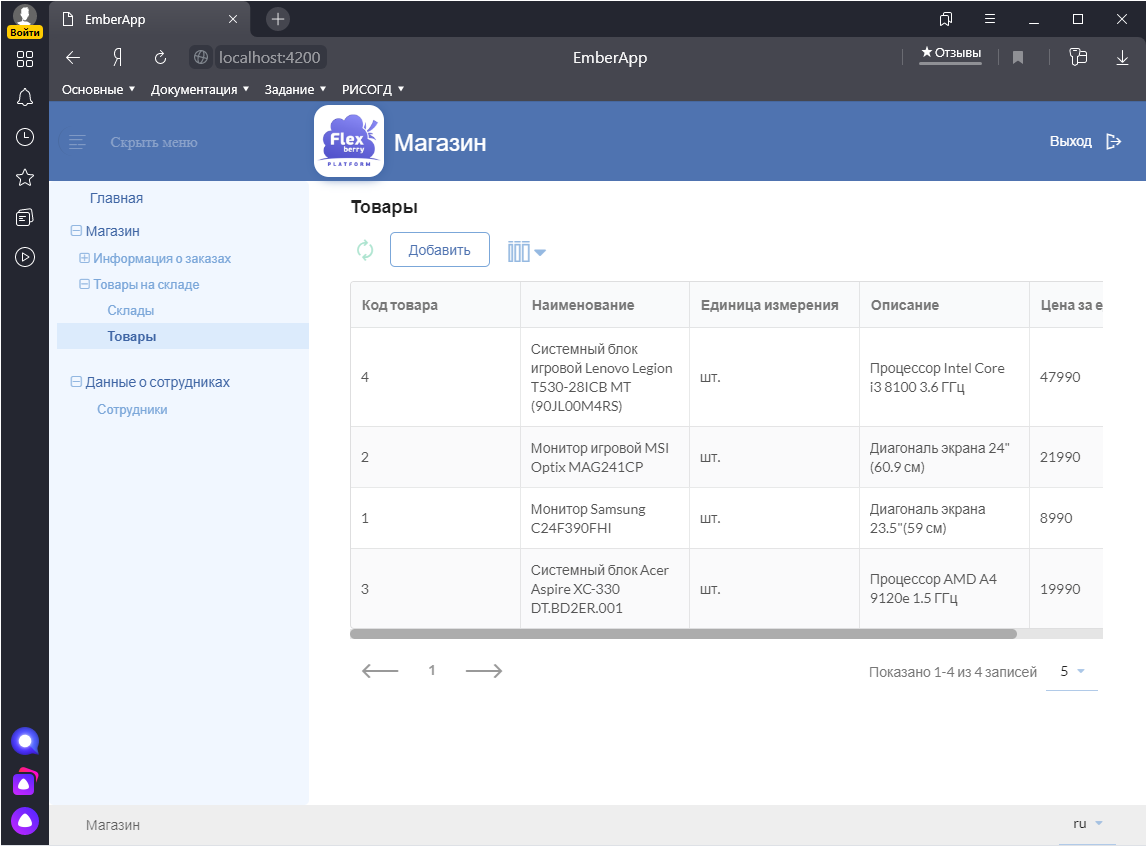 EmberApp
Войти
localhost:4200
EmberApp
Отзывы
Основные
Документация
Задание
РИСОГД
Скрыть меню
Flex
berry
PLATFORM
Магазин
Выход
Главная
Магазин
Информация о заказах
Товары на складе
Склады
Товары
Данные о сотрудниках
Сотрудники
Товары
Добавить
Код товара
Наименование
Единица измерения
Описание
Цена за е
4
Системный блок
игровой Lenovo Legion
T530-28ICB MT
(90JL00M4RS)
шт.
Процессор Intel Core
i3 8100 3.6 ГГц
47990
2
Монитор игровой MSI
Optix MAG241CP
шт.
Диагональ экрана 24"
(60.9 см)
21990
1
Монитор Samsung
C24F390FHI
шт.
Диагональ экрана
23.5"(59 см)
8990
3
Системный блок Acer
Aspire XC-330
DT.BD2ER.001
шт.
Процессор AMD A4
9120e 1.5 ГГц
19990
1
Показано 1-4 из 4 записей
5
Магазин
ru